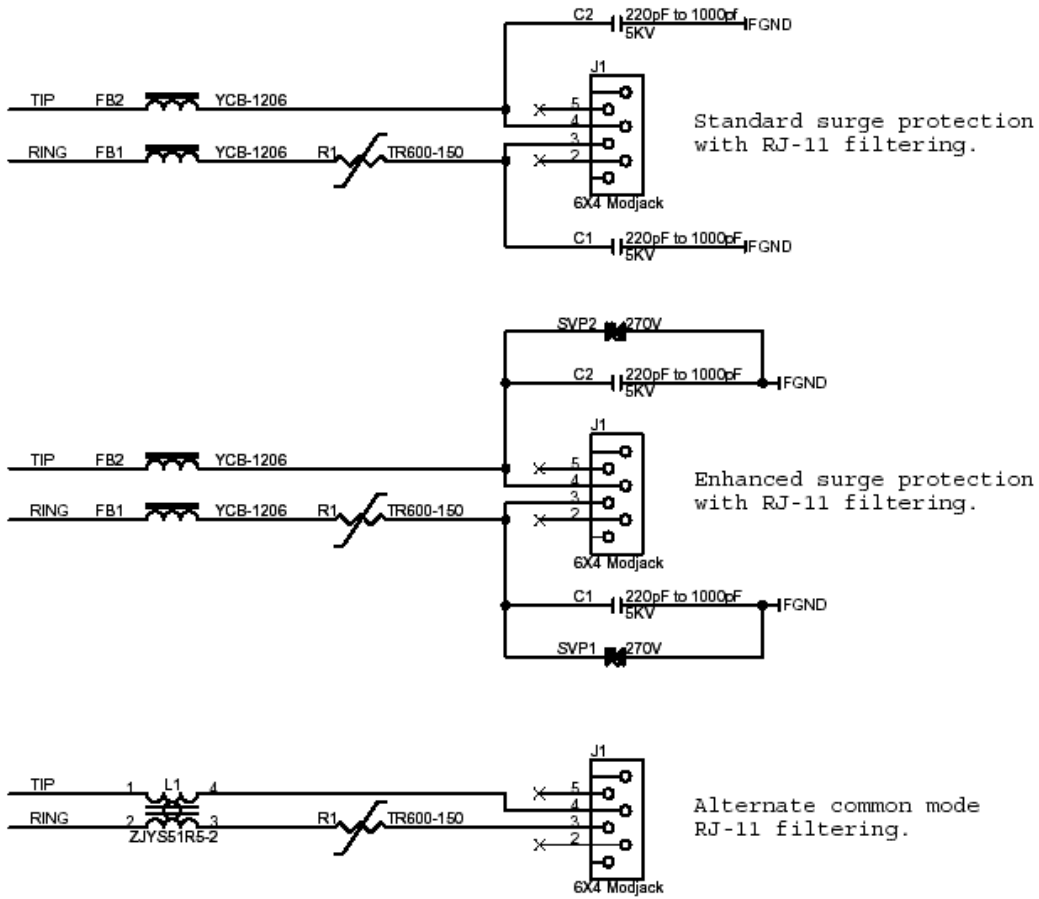 C2 220pF to 1000pf FGND
5KV
J1
TIP FB2 YCB-1206
5
4
RING FB1 YCB-1206 R1 TR600-150
3
2
6X4 Modjack
Standard surge protection
with RJ-11 filtering.
C1 220pF to 1000pF FGND
5KV
SVP2 270V
C2 220pF to 1000pF FGND
5KV
J1
TIP FB2 YCB-1206
5
4
RING FB1 YCB-1206 R1 TR600-150
3
2
6X4 Modjack
Enhanced surge protection
with RJ-11 filtering.
C1 220pF to 1000pF FGND
5KV
SVP1 270V
J1
TIP 1 L1 4
5
4
RING 2 3 R1 TR600-150
3
2
ZJYS51R5-2
6X4 Modjack
Alternate common mode
RJ-11 filtering.